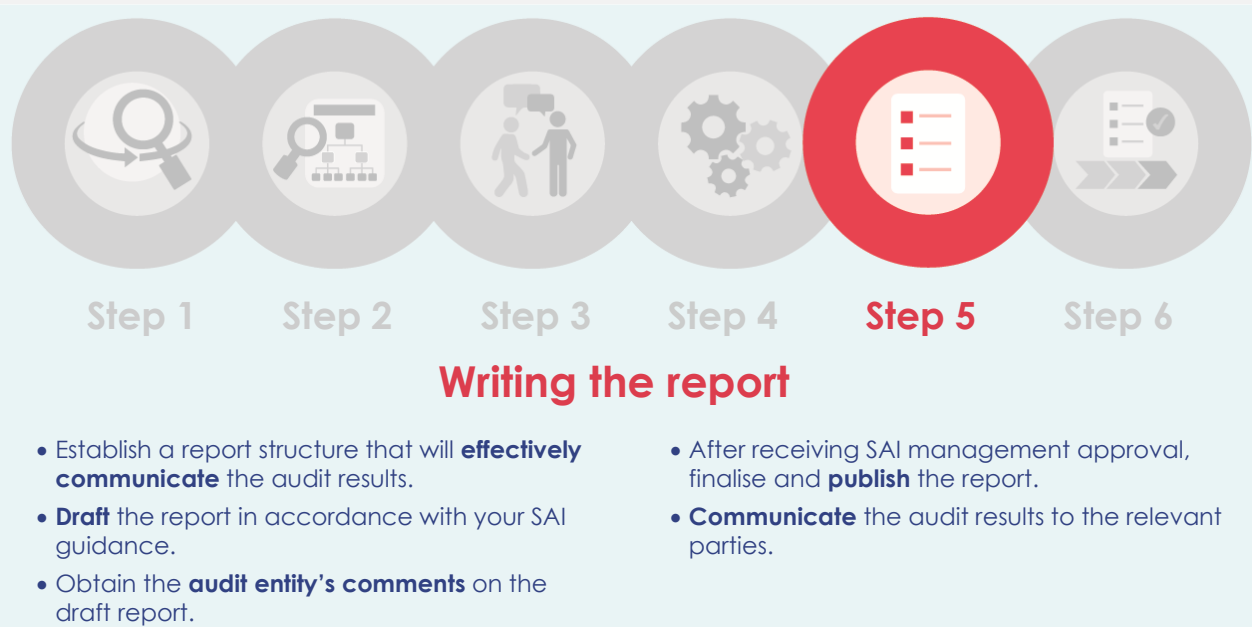 Step 1
Step 2
Step 3
Step 4
Step 5
Step 6
Writing the report
• Establish a report structure that will effectively
communicate the audit results.
• Draft the report in accordance with your SAI
guidance.
• Obtain the audit entity’s comments on the
draft report.
• After receiving SAI management approval,
finalise and publish the report.
• Communicate the audit results to the relevant
parties.